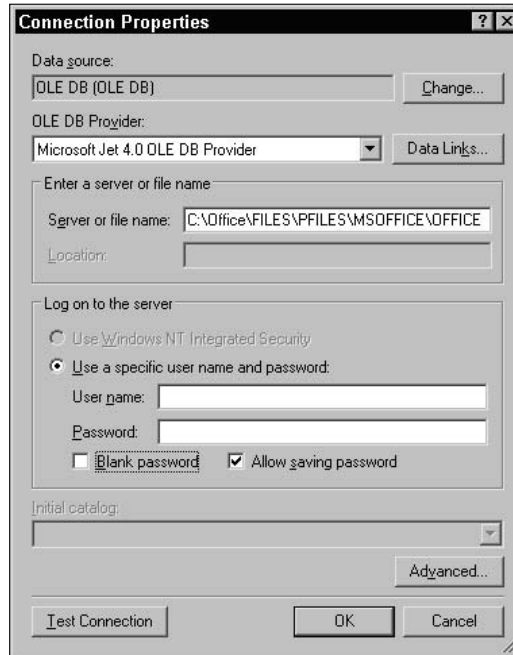 Connection Properties
Data source:
OLE DB (OLE DB)
Change...
OLE DB Provider:
Microsoft Jet 4.0 OLE DB Provider
Data Links...
Enter a server or file name
Server or file name: C:\Office\FILES\PFILES\MSOFFICE\OFFICE
Location:
Log on to the server
Use Windows NT Integrated Security
Use a specific user name and password:
User name:
Password:
Blank password Allow saving password
Initial catalog:
Advanced...
Test Connection OK Cancel